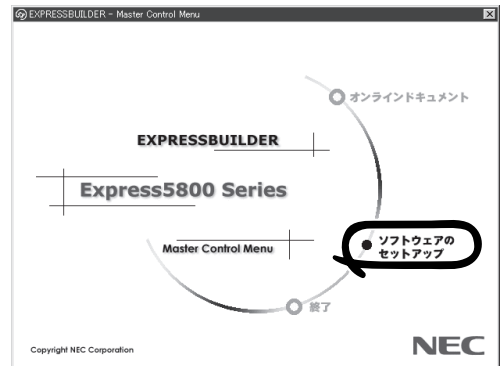 EXPRESSBUILDER - Master Control Menu
オンラインドキュメント
EXPRESSBUILDER
Express5800 Series
Master Control Menu
ソフトウェアの
セットアップ
終了
Copyright NEC Corporation
NEC